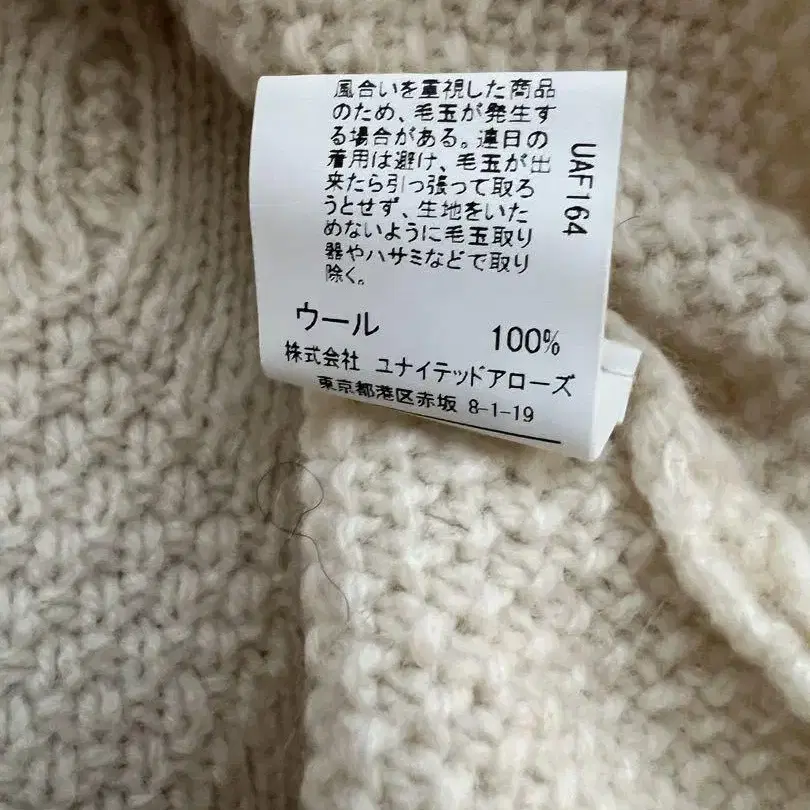 風合いを重視した商品
のため、毛玉が発生す
る場合がある。連日の
着用は避け、毛玉が出
来たら引っ張って取ろ
うとせず、生地をいた
めないように毛玉取り
器やハサミなどで取り
除く。
UAF164
ウール 100%
株式会社 ユナイテッドアローズ
東京都港区赤坂 8-1-19